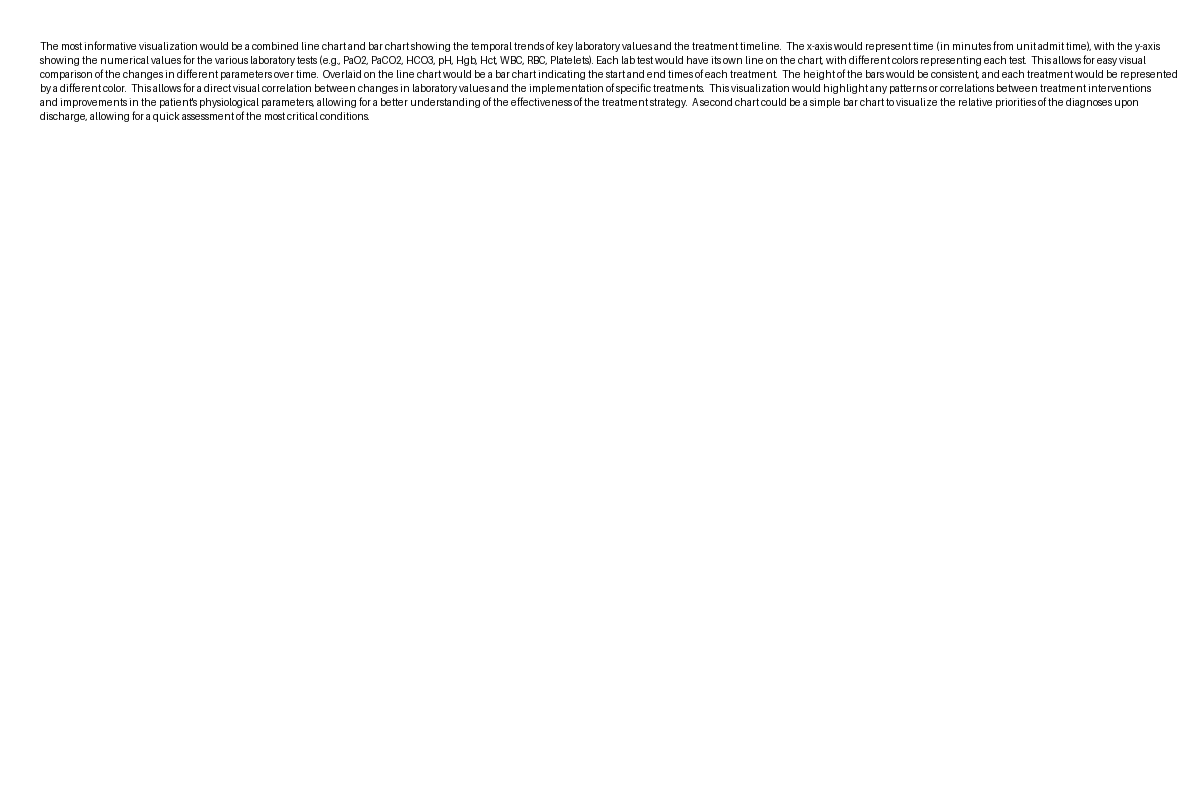 The most informative visualization would be a combined line chart and bar chart showing the temporal trends of key laboratory values and the treatment timeline.  The x-axis would represent time (in minutes from unit admit time), with the y-axis
showing the numerical values for the various laboratory tests (e.g., PaO2, PaCO2, HCO3, pH, Hgb, Hct, WBC, RBC, Platelets). Each lab test would have its own line on the chart, with different colors representing each test.  This allows for easy visual
comparison of the changes in different parameters over time.  Overlaid on the line chart would be a bar chart indicating the start and end times of each treatment.  The height of the bars would be consistent, and each treatment would be represented
by a different color.  This allows for a direct visual correlation between changes in laboratory values and the implementation of specific treatments.  This visualization would highlight any patterns or correlations between treatment interventions
and improvements in the patient's physiological parameters, allowing for a better understanding of the effectiveness of the treatment strategy.  A second chart could be a simple bar chart to visualize the relative priorities of the diagnoses upon
discharge, allowing for a quick assessment of the most critical conditions.